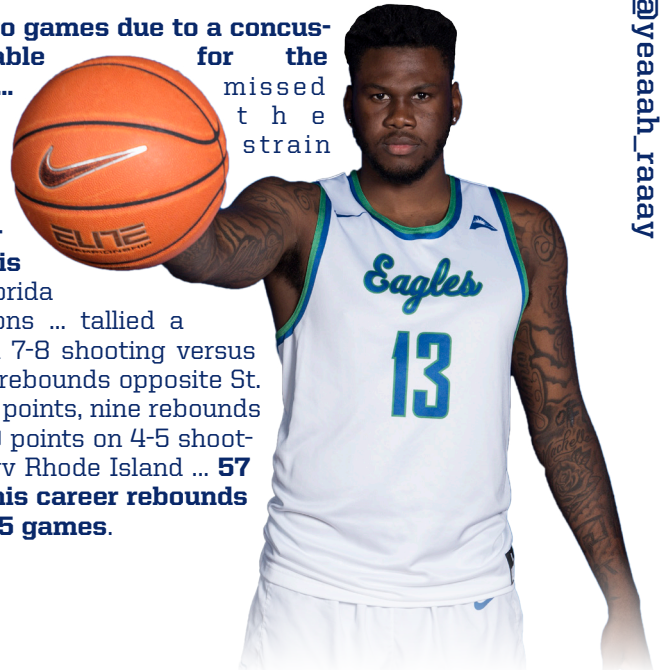 o games due to a concus-
able for the
... missed
the
strain
is
orida
ons ... tallied a
7-8 shooting versus
rebounds opposite St.
points, nine rebounds
points on 4-5 shoot-
Rhode Island ... 57
his career rebounds
5 games.
ELITE
CHAMPIONSHIP
Eagles
13
@yeaaah_raaay